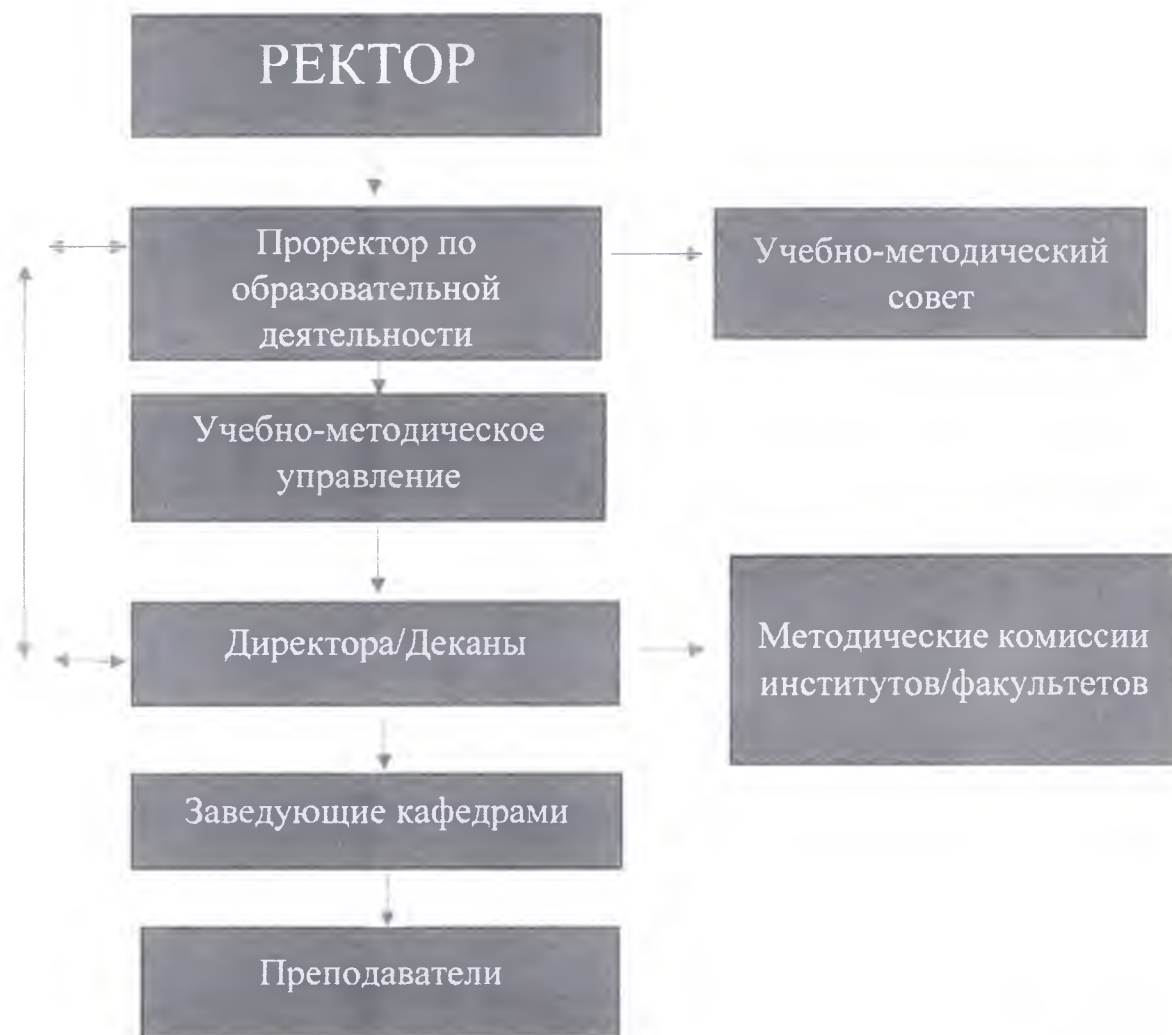 РЕКТОР
Проректор по
образовательной
деятельности
Учебно-методический
совет
Учебно-методическое
управление
Директора/Деканы
Методические комиссии
институтов/факультетов
Заведующие кафедрами
Преподаватели